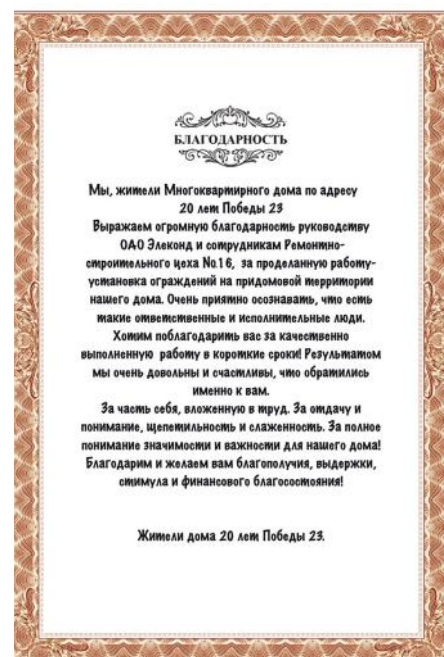 БЛАГОДАРНОСТЬ
Мы, жители Многоквартирного дома по адресу
20 лет Победы 23
Выражаем огромную благодарность руководству
ОАО Элеконд и сотрудникам Ремонтно-
строительного цеха №16, за проделанную работу-
установка ограждений на придомовой территории
нашего дома. Очень приятно осознавать, что есть
такие ответственные и исполнительные люди.
Хотим поблагодарить вас за качественно
выполненную работу в короткие сроки! Результатом
мы очень довольны и счастливы, что обратились
именно к вам.
За часть себя, вложенную в труд. За отдачу и
понимание, щепетильность и слаженность. За полное
понимание значимости и важности для нашего дома!
Благодарим и желаем вам благополучия, выдержки,
стимула и финансового благосостояния!
Жители дома 20 лет Победы 23.